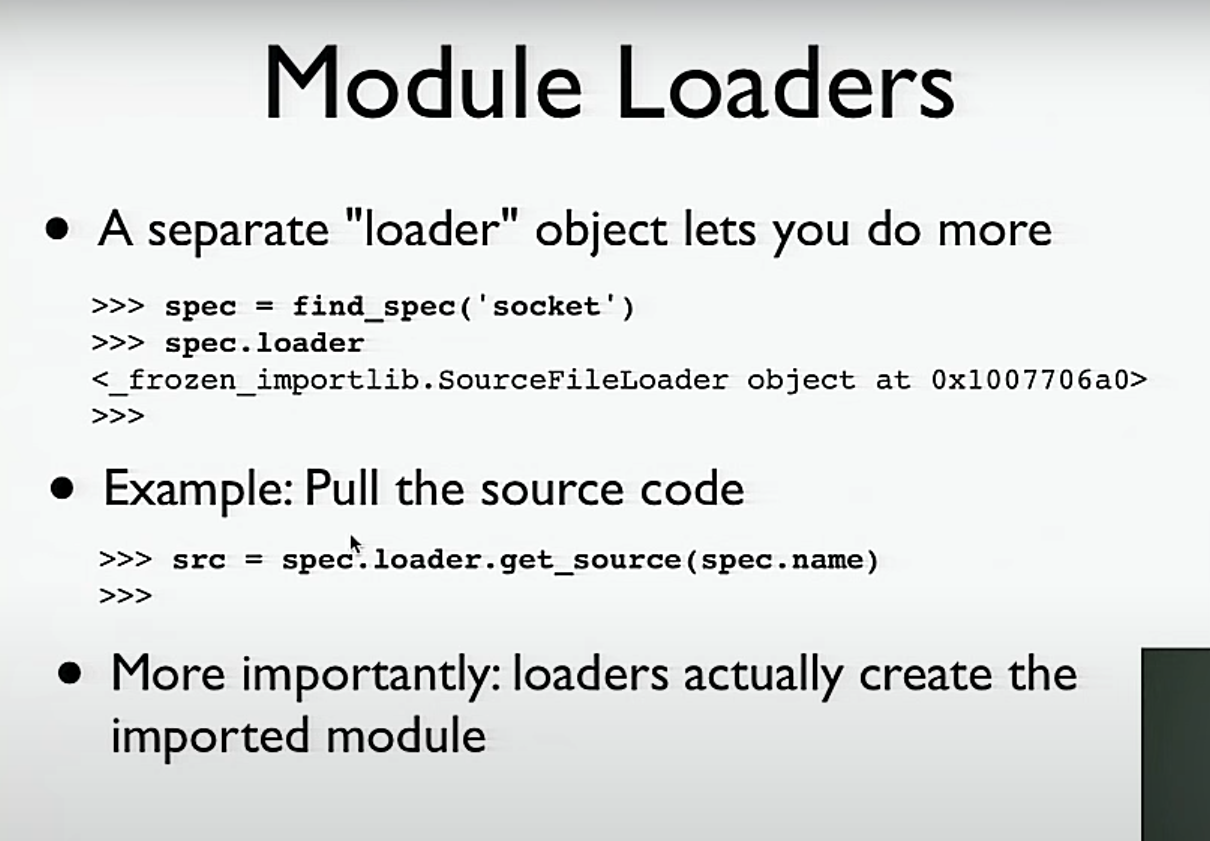 Module Loaders
• A separate "loader" object lets you do more
>>> spec = find_spec('socket')
>>> spec.loader
<_frozen_importlib.SourceFileLoader object at 0x1007706a0>
>>>
• Example: Pull the source code
>>> src = spec.loader.get_source(spec.name)
>>>
• More importantly: loaders actually create the
imported module